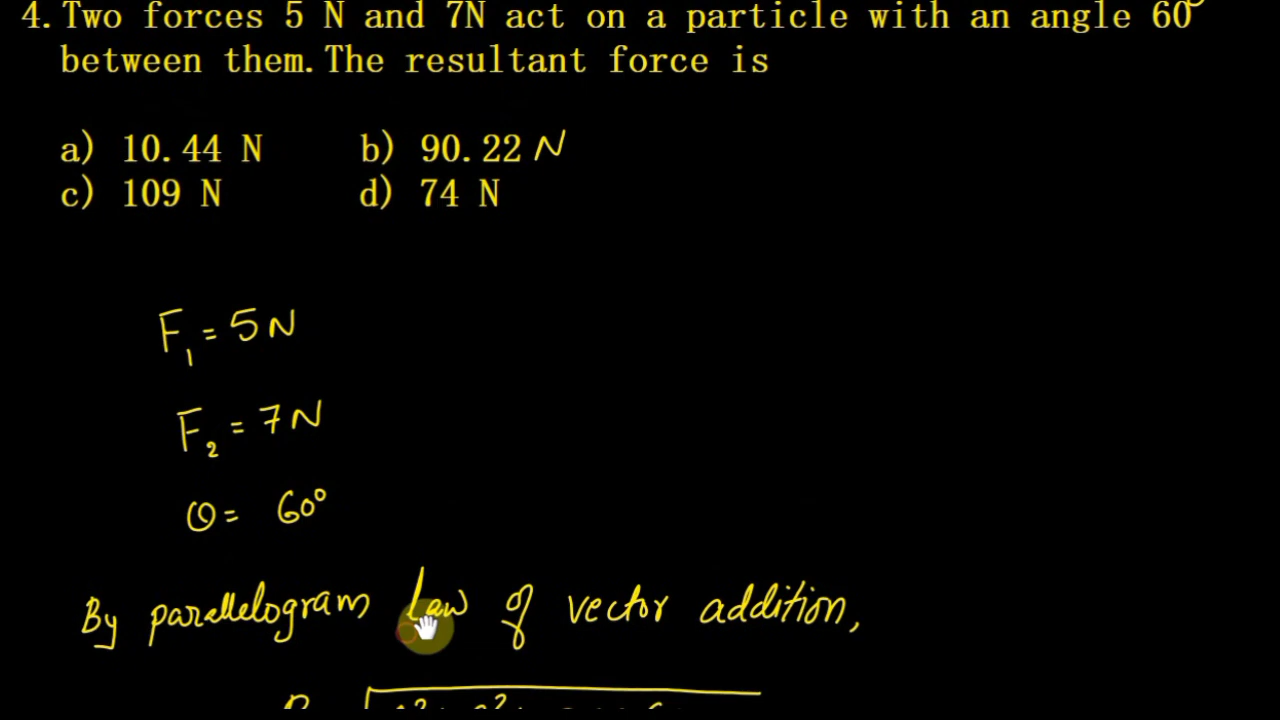 4. Two forces 5 N and 7N act on a particle with an angle 60°
between them. The resultant force is
a) 10.44 N b) 90.22 N
c) 109 N d) 74 N
F₁ = 5 N
F₂ = 7 N
θ = 60°
By parallelogram law of vector addition,